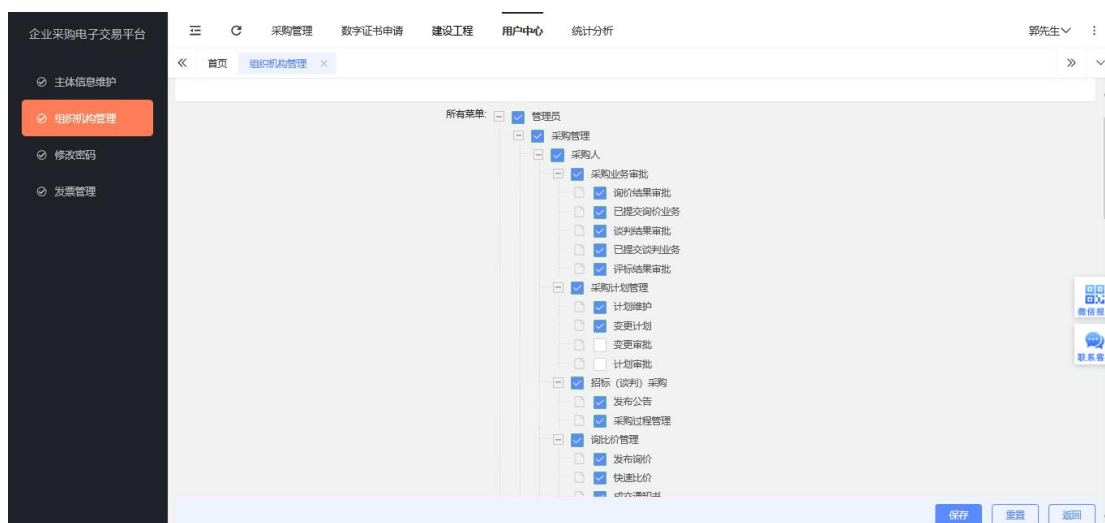 企业采购电子交易平台 采购管理 数字证书申请 建设工程 用户中心 统计分析 郭先生
首页 组织机构管理 ×
主体信息维护
组织机构管理
修改密码
发票管理
所有菜单: 管理员
采购管理
采购人
采购业务审批
询价结果审批
已提交询价业务
谈判结果审批
已提交谈判业务
评标结果审批
采购计划管理
计划维护
变更计划
变更审批
计划审批
招标（谈判）采购
发布公告
采购过程管理
询比价管理
发布询价
快速比价
成交通知书
微信报
联系客
保存 重置 返回